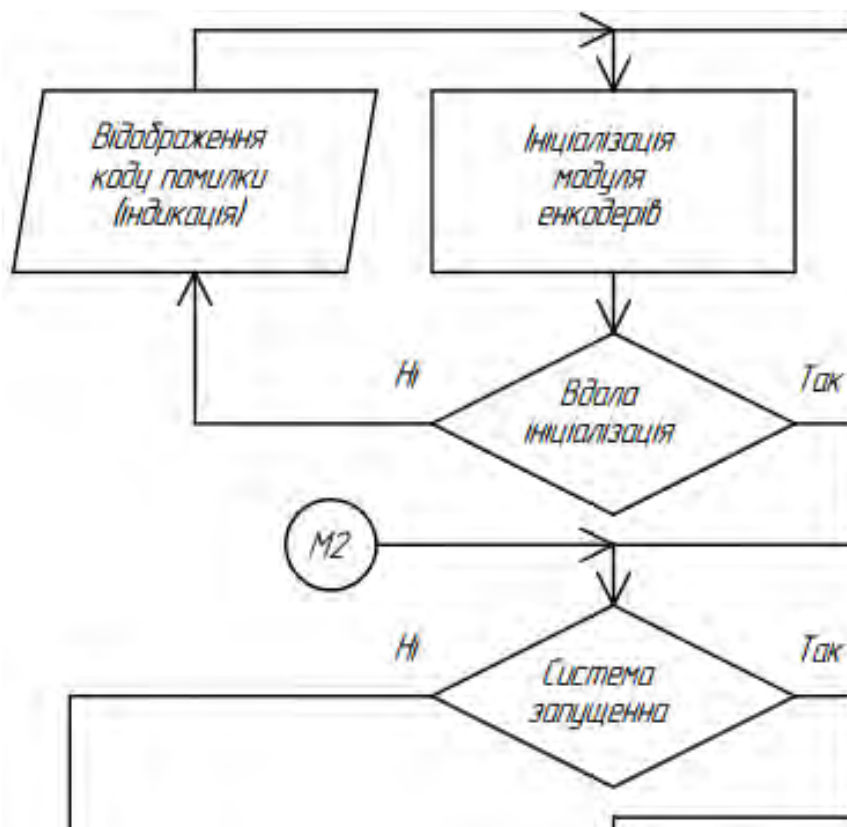 Відображення
коду помилки
(індикація)
Ініціалізація
модуля
енкодерів
Ні
Вдала
ініціалізація
Так
М2
Ні
Система
запущенна
Так